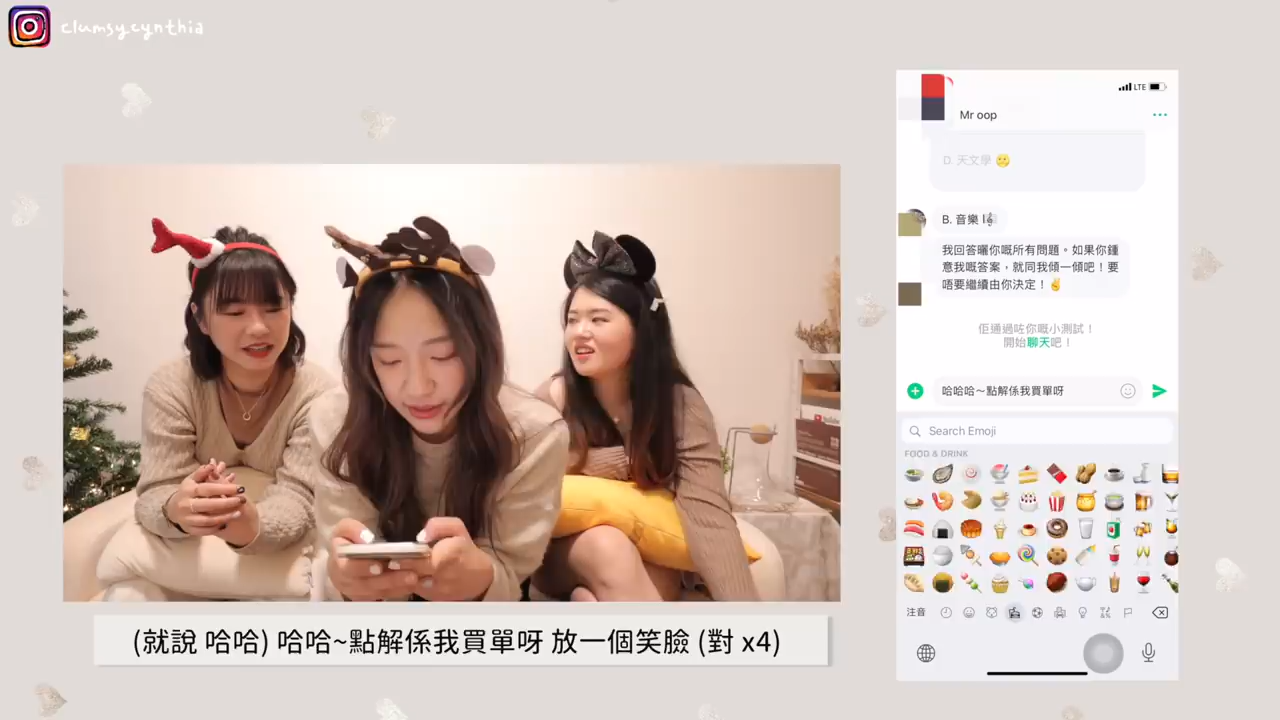 clumsycynthia
LTE
Mr oop
D. 天文學 🙁
B. 音樂 🎼
我回答曬你嘅所有問題。如果你鍾
意我嘅答案，就同我傾一傾吧！要
唔要繼續由你決定！✌️
佢通過咗你嘅小測試！
開始聊天吧！
哈哈哈～點解係我買單呀
Search Emoji
FOOD & DRINK
注音
YouTube
(就說 哈哈) 哈哈~點解係我買單呀 放一個笑臉 (對 x4)